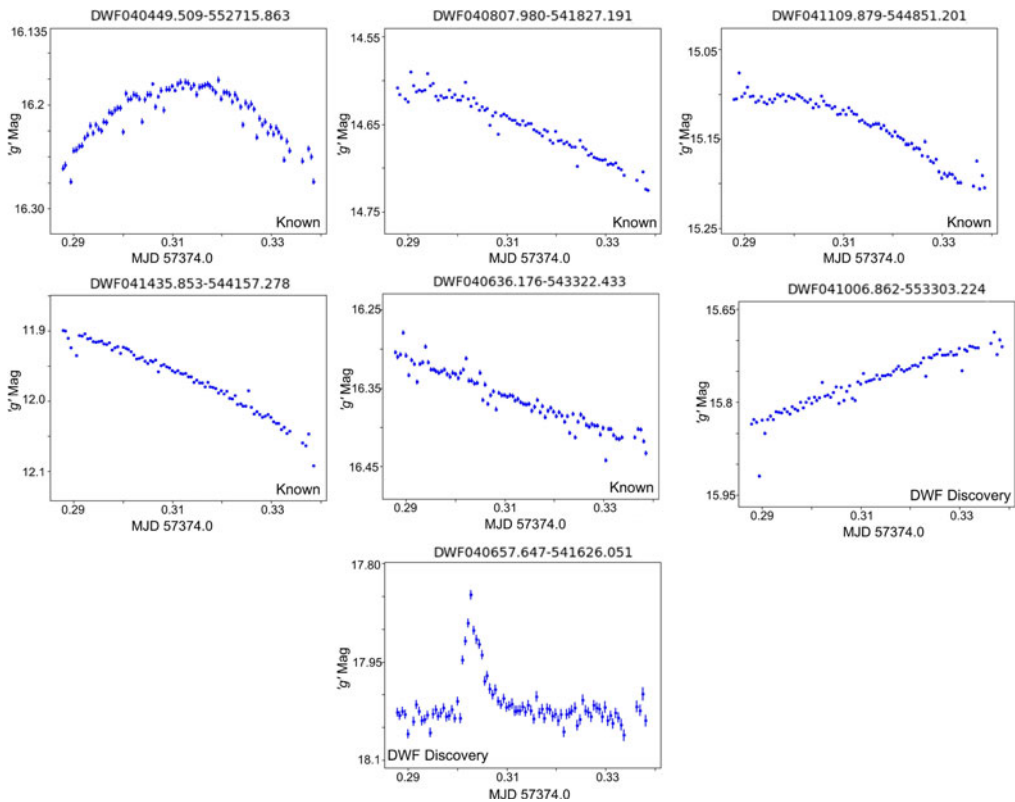 DWF040449.509-552715.863
16.135
16.2
16.30
'g' Mag
Known
0.29 0.31 0.33
MJD 57374.0
DWF040807.980-541827.191
14.55
14.65
14.75
'g' Mag
Known
0.29 0.31 0.33
MJD 57374.0
DWF041109.879-544851.201
15.05
15.15
15.25
'g' Mag
Known
0.29 0.31 0.33
MJD 57374.0
DWF041435.853-544157.278
11.9
12.0
12.1
'g' Mag
Known
0.29 0.31 0.33
MJD 57374.0
DWF040636.176-543322.433
16.25
16.35
16.45
'g' Mag
Known
0.29 0.31 0.33
MJD 57374.0
DWF041006.862-553303.224
15.65
15.8
15.95
'g' Mag
DWF Discovery
0.29 0.31 0.33
MJD 57374.0
DWF040657.647-541626.051
17.80
17.95
18.1
'g' Mag
DWF Discovery
0.29 0.31 0.33
MJD 57374.0